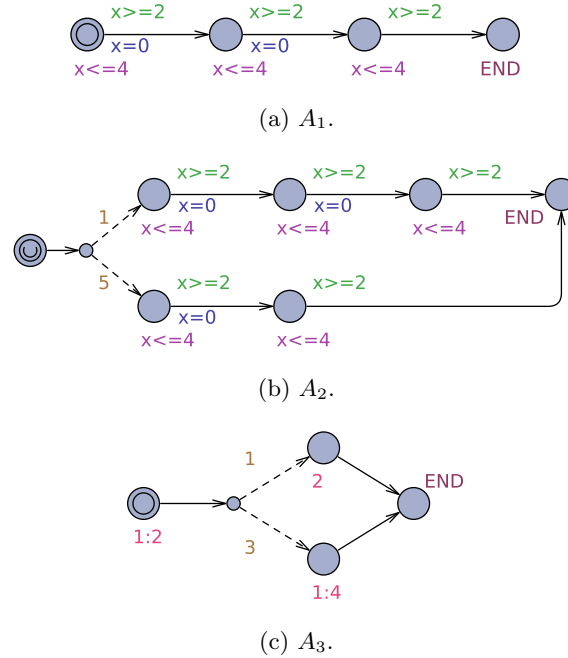 x>=2 x>=2 x>=2
x=0 x=0
x<=4 x<=4 x<=4 END
(a) A₁.
x>=2 x>=2 x>=2
1 x=0 x=0 END
x<=4 x<=4 x<=4
5 x>=2 x>=2
x=0
x<=4 x<=4
(b) A₂.
1 2 END
1:2
3 1:4
(c) A₃.